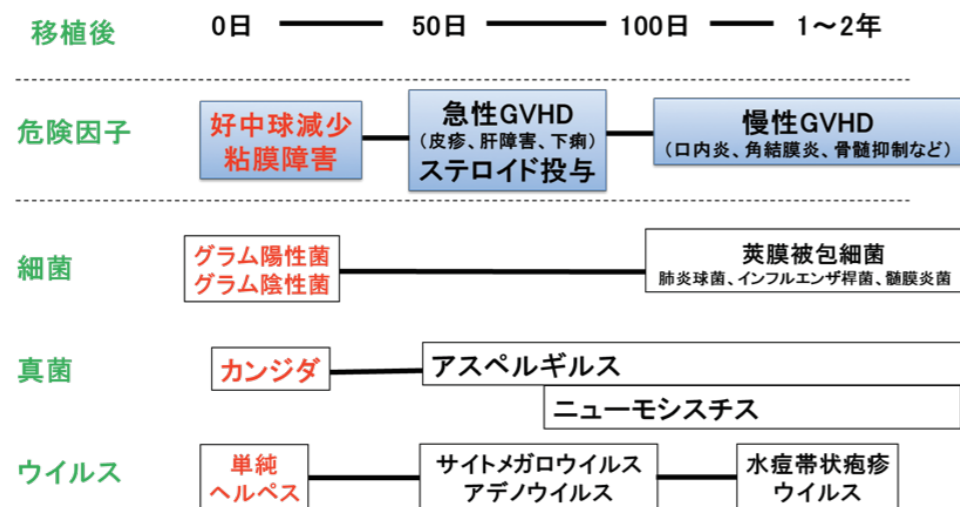 移植後 0日 50日 100日 1～2年
危険因子
好中球減少
粘膜障害
急性GVHD
（皮疹、肝障害、下痢）
ステロイド投与
慢性GVHD
（口内炎、角結膜炎、骨髄抑制など）
細菌
グラム陽性菌
グラム陰性菌
莢膜被包細菌
肺炎球菌、インフルエンザ桿菌、髄膜炎菌
真菌
カンジダ
アスペルギルス
ニューモシスチス
ウイルス
単純
ヘルペス
サイトメガロウイルス
アデノウイルス
水痘帯状疱疹
ウイルス